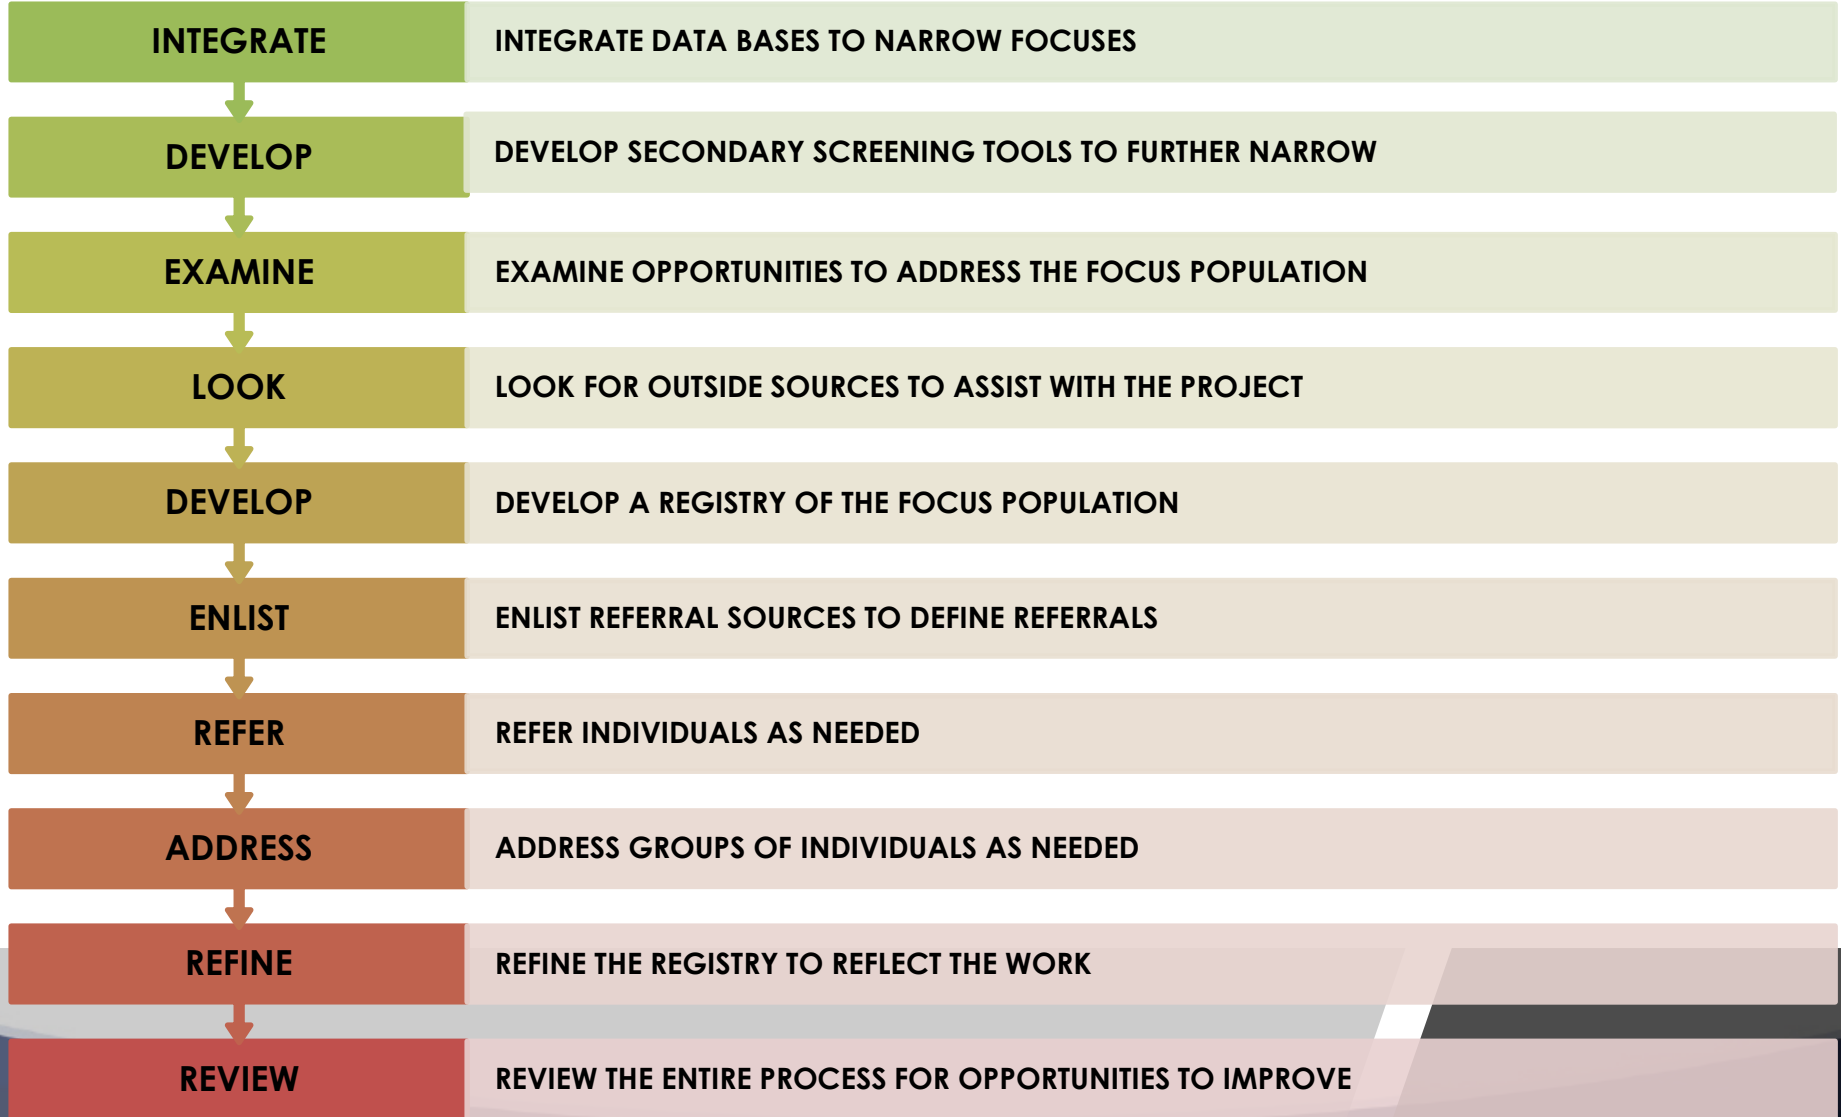 INTEGRATE
INTEGRATE DATA BASES TO NARROW FOCUSES
DEVELOP
DEVELOP SECONDARY SCREENING TOOLS TO FURTHER NARROW
EXAMINE
EXAMINE OPPORTUNITIES TO ADDRESS THE FOCUS POPULATION
LOOK
LOOK FOR OUTSIDE SOURCES TO ASSIST WITH THE PROJECT
DEVELOP
DEVELOP A REGISTRY OF THE FOCUS POPULATION
ENLIST
ENLIST REFERRAL SOURCES TO DEFINE REFERRALS
REFER
REFER INDIVIDUALS AS NEEDED
ADDRESS
ADDRESS GROUPS OF INDIVIDUALS AS NEEDED
REFINE
REFINE THE REGISTRY TO REFLECT THE WORK
REVIEW
REVIEW THE ENTIRE PROCESS FOR OPPORTUNITIES TO IMPROVE